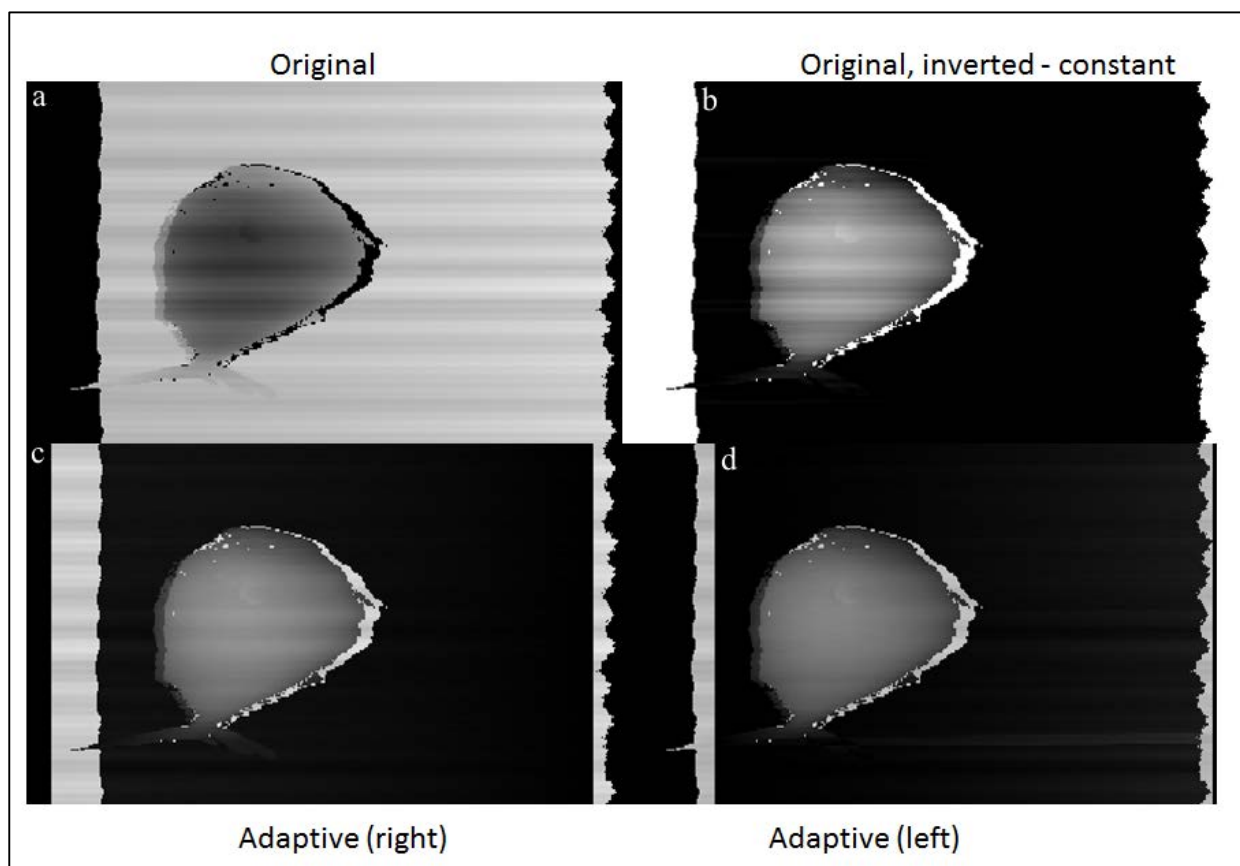 Original
Original, inverted - constant
a
b
c
d
Adaptive (right)
Adaptive (left)